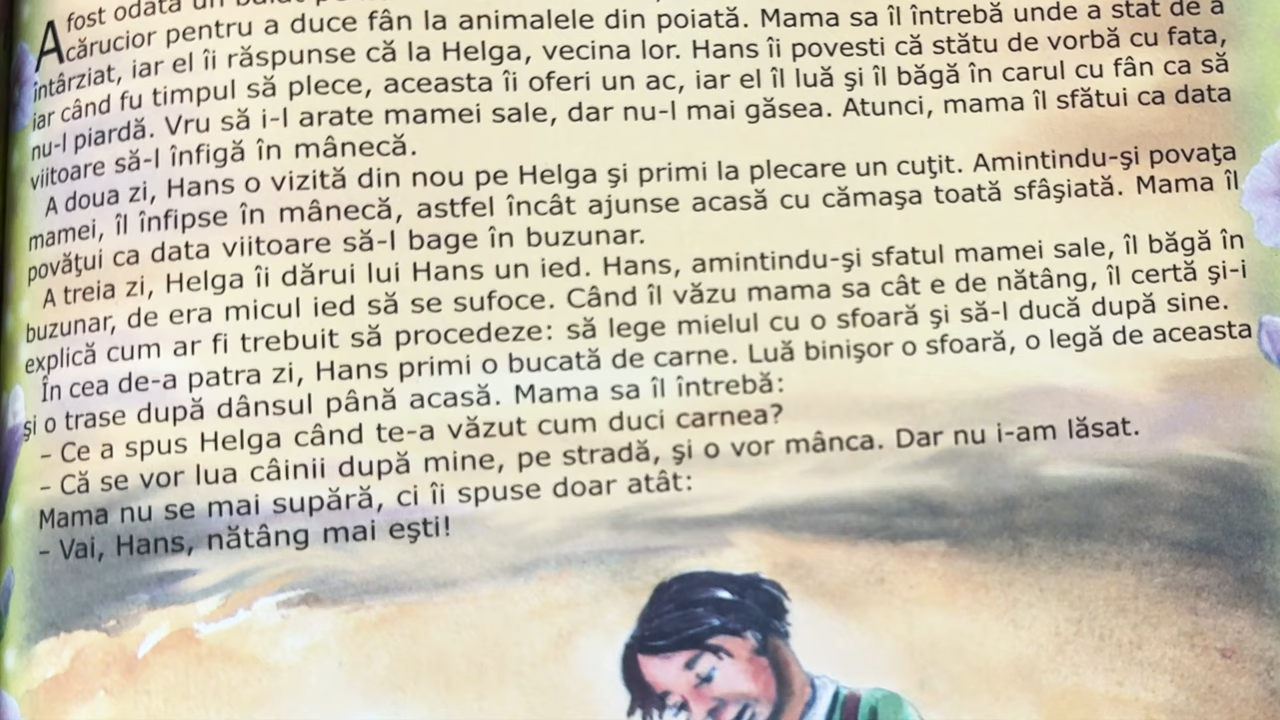 A fost odată un
cărucior pentru a duce fân la animalele din poiată. Mama sa îl întrebă unde a stat de a
întârziat, iar el îi răspunse că la Helga, vecina lor. Hans îi povesti că stătu de vorbă cu fata,
iar când fu timpul să plece, aceasta îi oferi un ac, iar el îl luă şi îl băgă în carul cu fân ca să
nu-l piardă. Vru să i-l arate mamei sale, dar nu-l mai găsea. Atunci, mama îl sfătui ca data
viitoare să-l înfigă în mânecă.
A doua zi, Hans o vizită din nou pe Helga şi primi la plecare un cuţit. Amintindu-şi povaţa
mamei, îl înfipse în mânecă, astfel încât ajunse acasă cu cămaşa toată sfâşiată. Mama îl
povăţui ca data viitoare să-l bage în buzunar.
A treia zi, Helga îi dărui lui Hans un ied. Hans, amintindu-şi sfatul mamei sale, îl băgă în
buzunar, de era micul ied să se sufoce. Când îl văzu mama sa cât e de nătâng, îl certă şi-i
explică cum ar fi trebuit să procedeze: să lege mielul cu o sfoară şi să-l ducă după sine.
În cea de-a patra zi, Hans primi o bucată de carne. Luă binişor o sfoară, o legă de aceasta
şi o trase după dânsul până acasă. Mama sa îl întrebă:
– Ce a spus Helga când te-a văzut cum duci carnea?
– Că se vor lua câinii după mine, pe stradă, şi o vor mânca. Dar nu i-am lăsat.
Mama nu se mai supără, ci îi spuse doar atât:
– Vai, Hans, nătâng mai eşti!